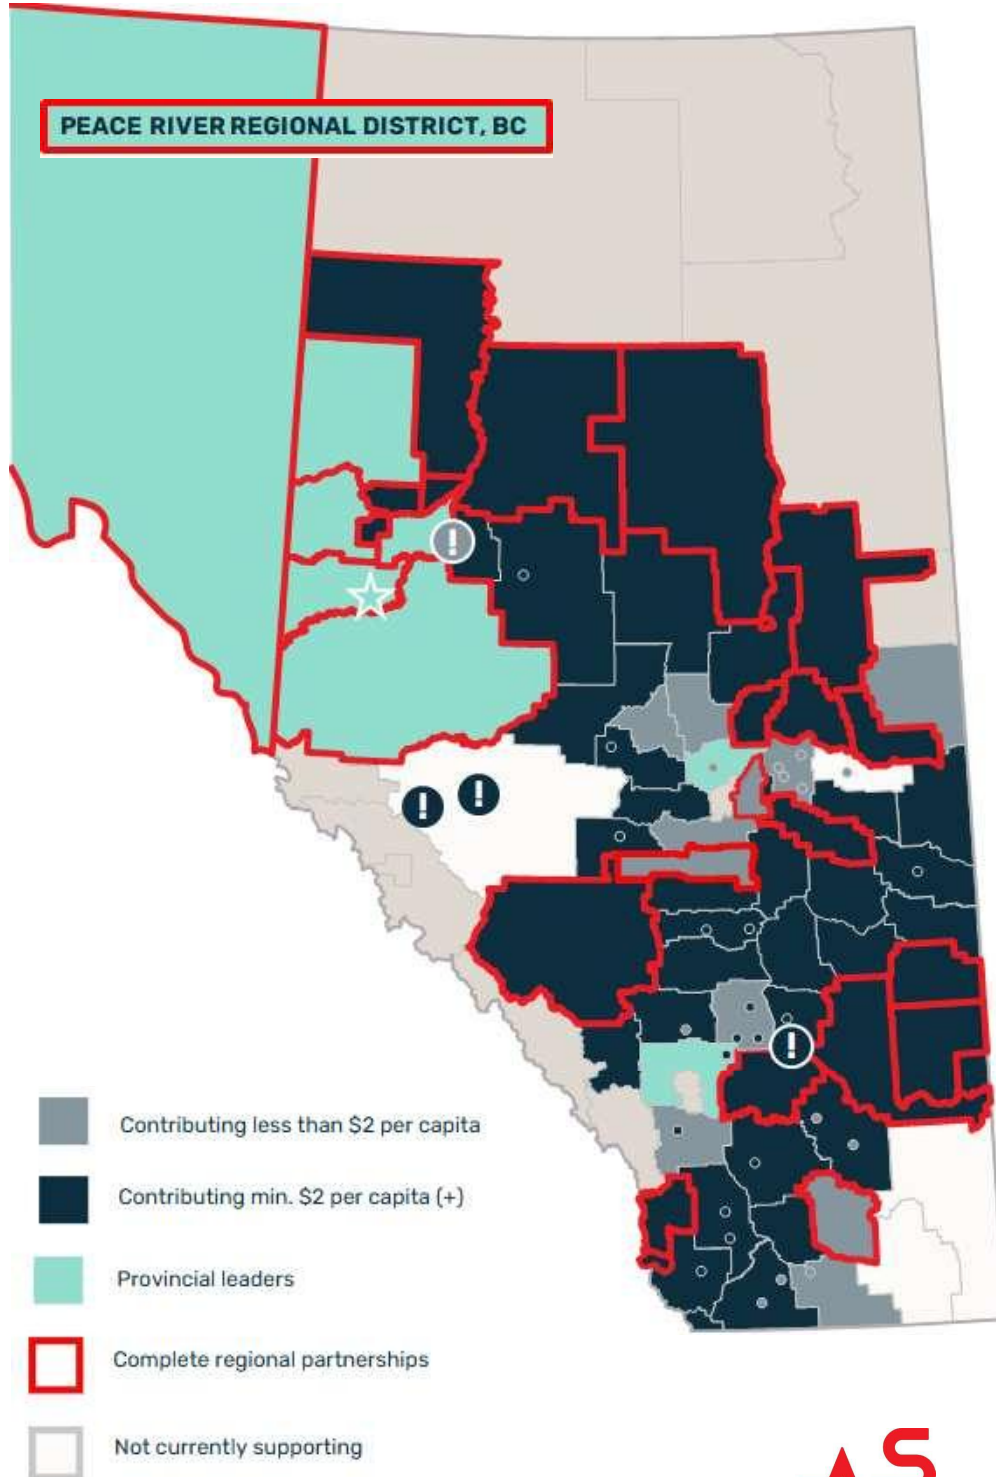 PEACE RIVER REGIONAL DISTRICT, BC
!
!
!
!
Contributing less than $2 per capita
Contributing min. $2 per capita (+)
Provincial leaders
Complete regional partnerships
Not currently supporting